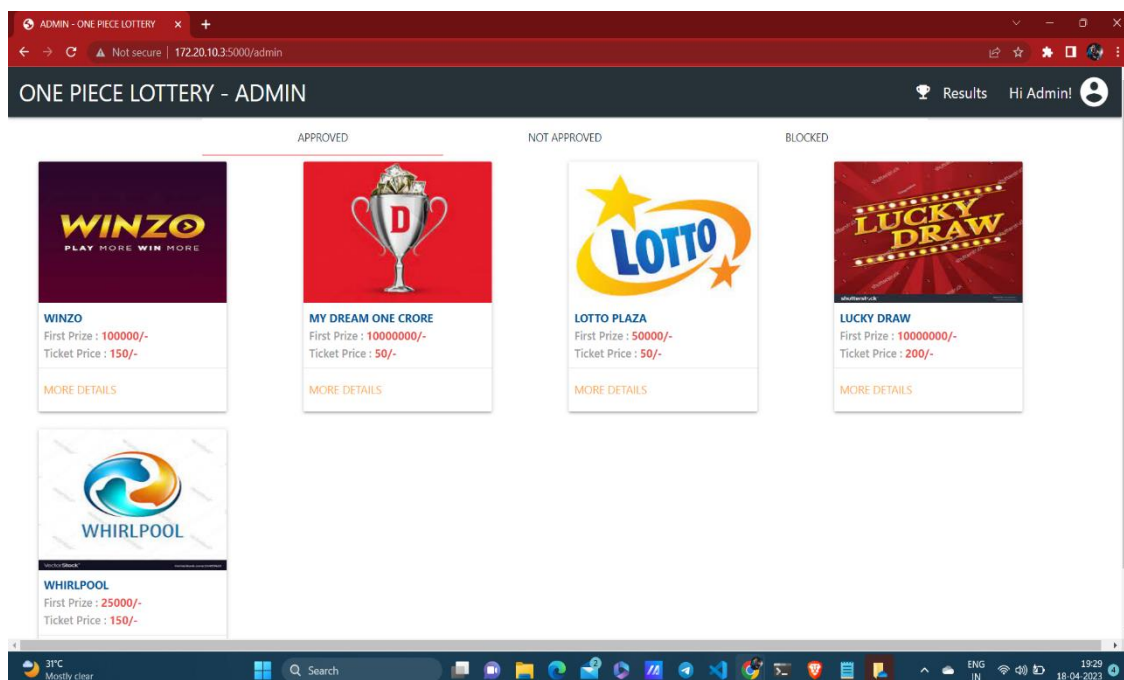 ADMIN - ONE PIECE LOTTERY
Not secure | 172.20.10.3:5000/admin
ONE PIECE LOTTERY - ADMIN
Results Hi Admin!
APPROVED NOT APPROVED BLOCKED
WINZO
PLAY MORE WIN MORE
D
LOTTO
LUCKY
DRAW
shutterstock
WINZO
First Prize : 100000/-
Ticket Price : 150/-
MORE DETAILS
MY DREAM ONE CRORE
First Prize : 10000000/-
Ticket Price : 50/-
MORE DETAILS
LOTTO PLAZA
First Prize : 50000/-
Ticket Price : 50/-
MORE DETAILS
LUCKY DRAW
First Prize : 10000000/-
Ticket Price : 200/-
MORE DETAILS
WHIRLPOOL
VectorStock
WHIRLPOOL
First Prize : 25000/-
Ticket Price : 150/-
31°C
Mostly clear
Search
ENG
IN
19:29
18-04-2023
4